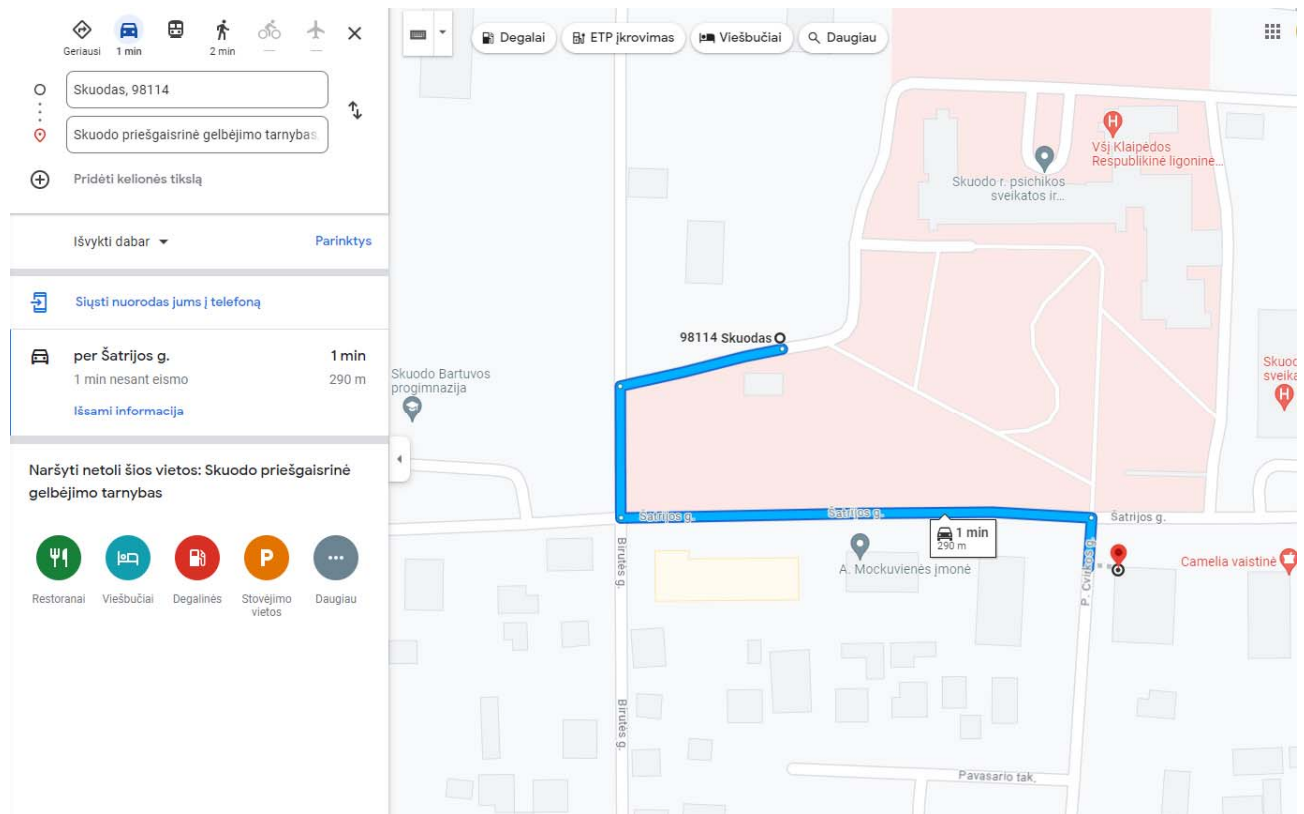 Geriausi
1 min
2 min
—
—
Skuodas, 98114
Skuodo priešgaisrinė gelbėjimo tarnybas,
Pridėti kelionės tikslą
Išvykti dabar
Parinktys
Siųsti nuorodas jums į telefoną
per Šatrijos g.
1 min
1 min nesant eismo
290 m
Išsami informacija
Naršyti netoli šios vietos: Skuodo priešgaisrinė
gelbėjimo tarnybas
P
Restoranai
Viešbučiai
Degalinės
Stovėjimo
vietos
Daugiau
Degalai
ETP įkrovimas
Viešbučiai
Daugiau
H
VšĮ Klaipėdos
Respublikinė ligoninė...
Skuodo r. psichikos
sveikatos ir...
98114 Skuodas
Skuodo Bartuvos
progimnazija
Skuod
sveika
H
Šatrijos g.
Šatrijos g.
Šatrijos g.
1 min
290 m
A. Mockuvienės įmonė
Camelia vaistinė
P. Cvirkos g.
Birutės g.
Birutės g.
Pavasario tak.